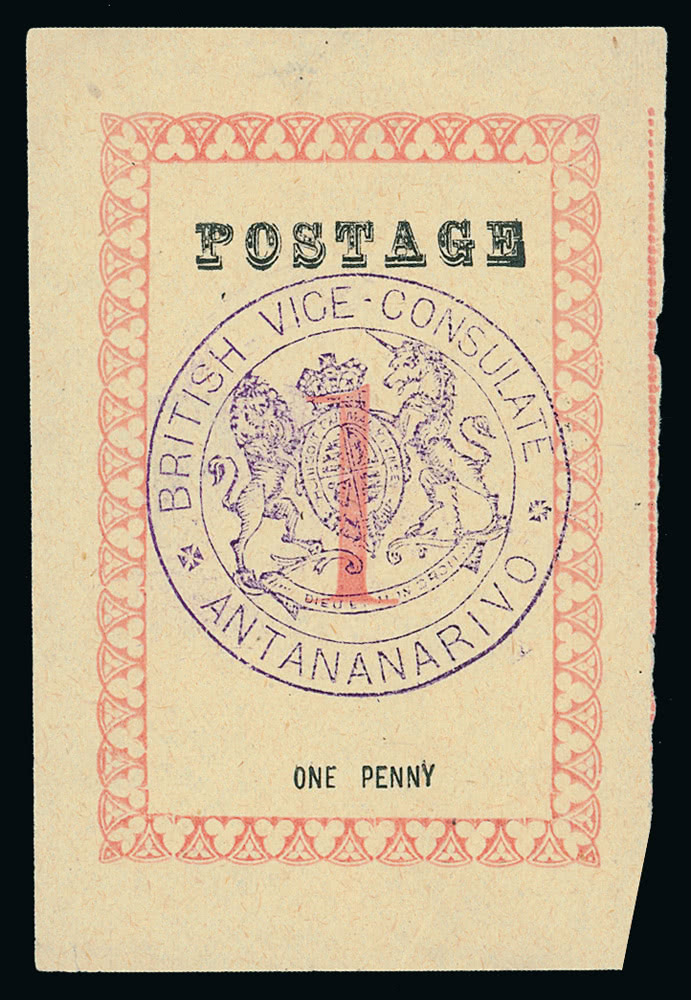 POSTAGE
BRITISH VICE-CONSULATE
1
ANTANANARIVO
ONE PENNY